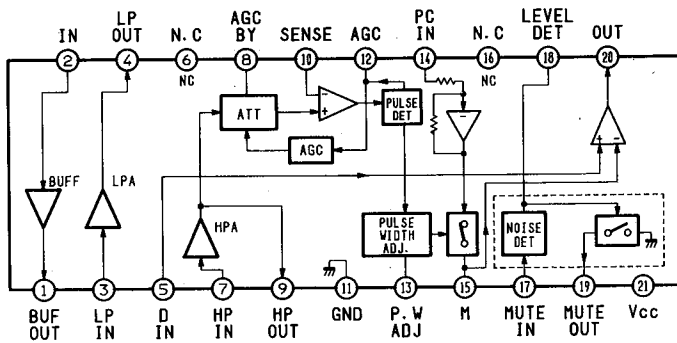 IN
LP OUT
N.C
AGC BY
SENSE
AGC
PC IN
N.C
LEVEL DET
OUT
2
4
6
8
10
12
14
16
18
20
NC
NC
ATT
-
+
PULSE DET
-
AGC
+ -
BUFF
LPA
HPA
PULSE WIDTH ADJ.
NOISE DET
1
3
5
7
9
11
13
15
17
19
21
BUF OUT
LP IN
D IN
HP IN
HP OUT
GND
P.W ADJ
M
MUTE IN
MUTE OUT
Vcc